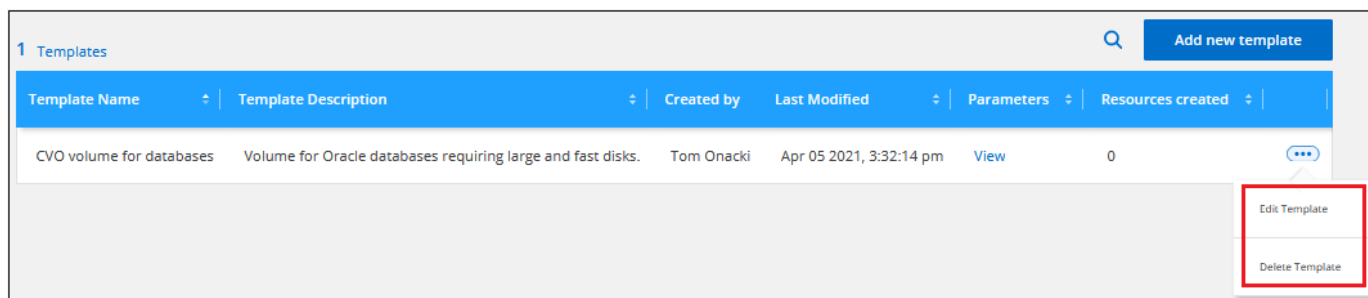 1 Templates
Add new template
Template Name Template Description Created by Last Modified Parameters Resources created
CVO volume for databases Volume for Oracle databases requiring large and fast disks. Tom Onacki Apr 05 2021, 3:32:14 pm View 0
Edit Template
Delete Template